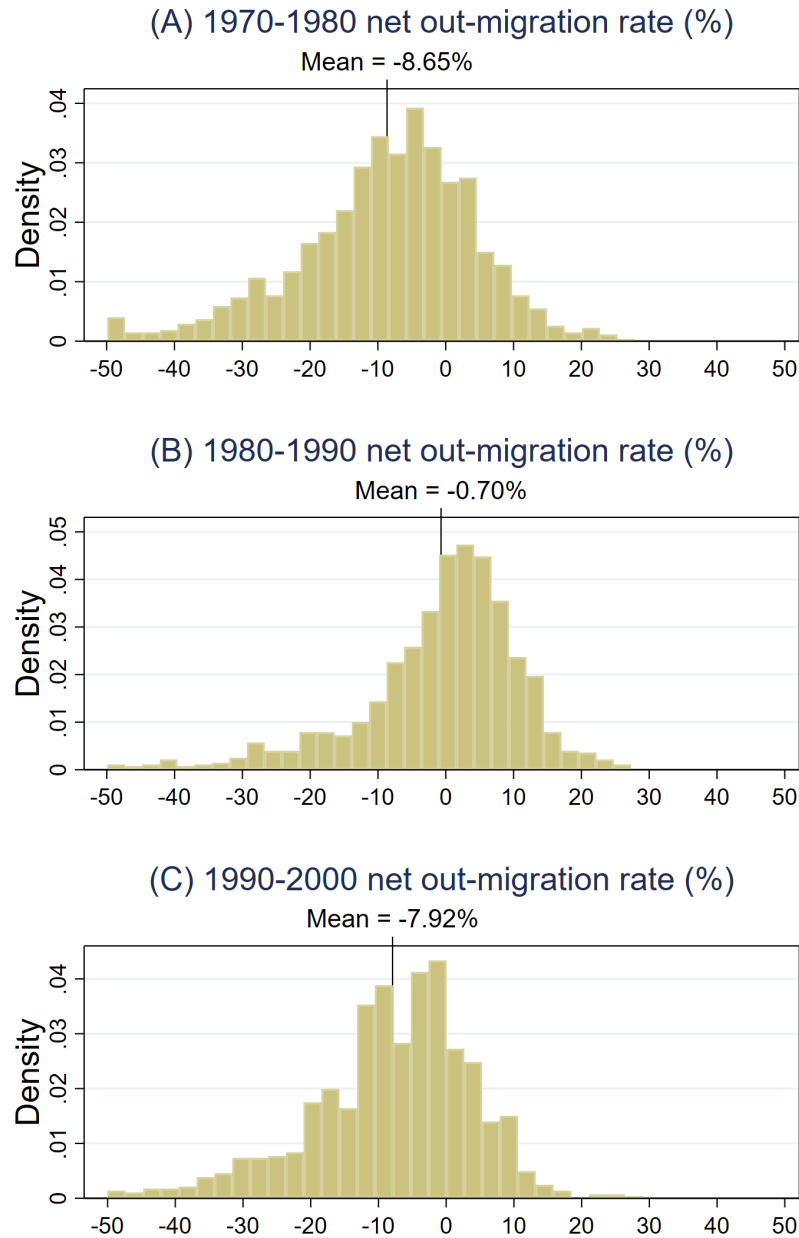 (A) 1970-1980 net out-migration rate (%)
Mean = -8.65%
Density
.04
.03
.02
.01
0
-50 -40 -30 -20 -10 0 10 20 30 40 50
(B) 1980-1990 net out-migration rate (%)
Mean = -0.70%
Density
.05
.04
.03
.02
.01
0
-50 -40 -30 -20 -10 0 10 20 30 40 50
(C) 1990-2000 net out-migration rate (%)
Mean = -7.92%
Density
.04
.03
.02
.01
0
-50 -40 -30 -20 -10 0 10 20 30 40 50